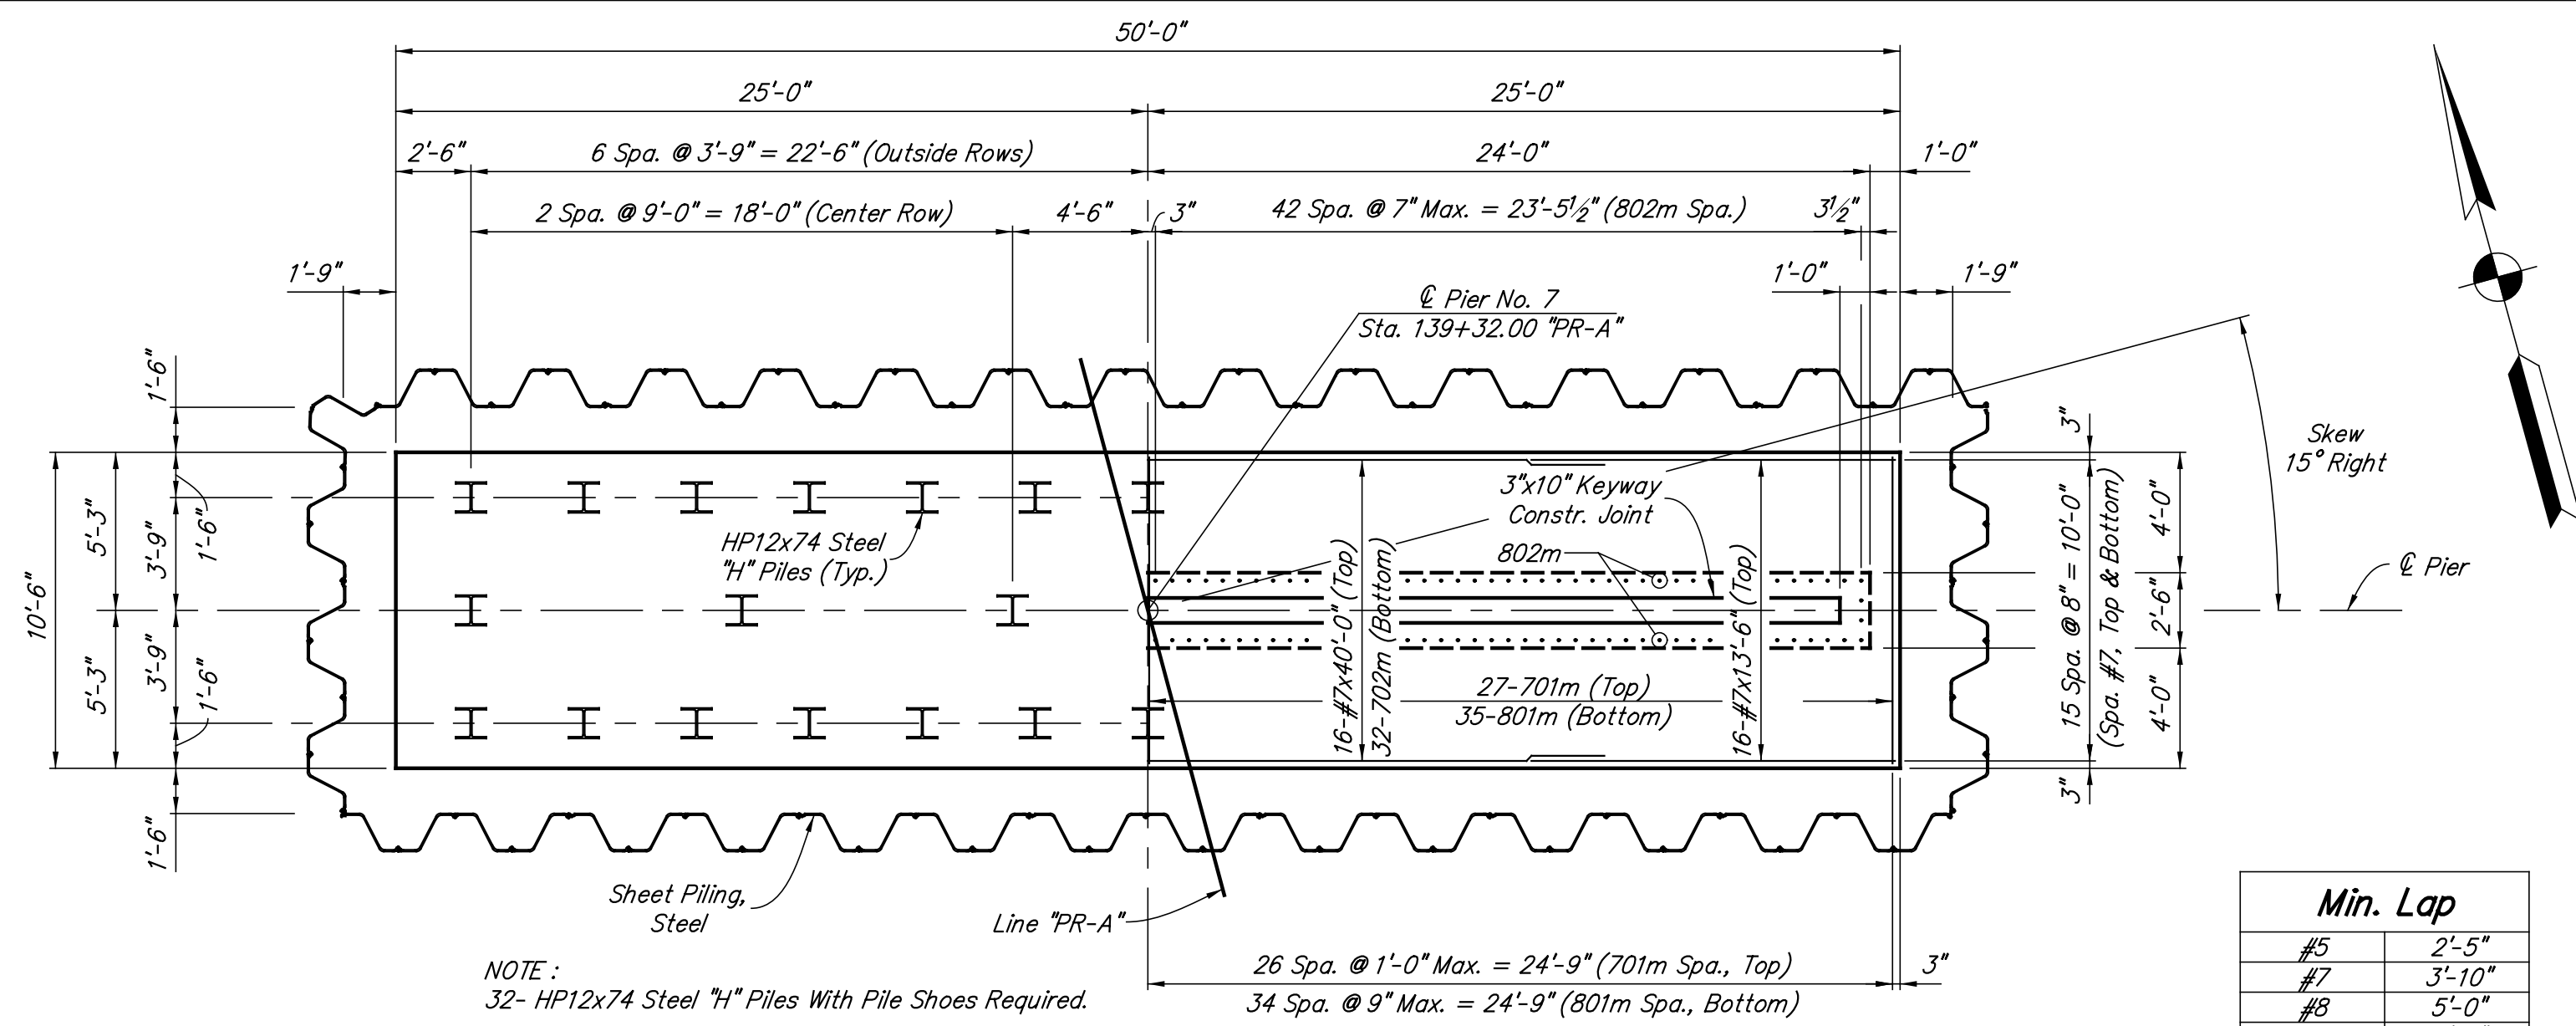 50'-0"
25'-0"
25'-0"
2'-6"
6 Spa. @ 3'-9" = 22'-6" (Outside Rows)
24'-0"
1'-0"
2 Spa. @ 9'-0" = 18'-0" (Center Row)
4'-6"
3"
42 Spa. @ 7" Max. = 23'-5½" (802m Spa.)
3½"
1'-9"
1'-0"
1'-9"
℄ Pier No. 7
Sta. 139+32.00 "PR-A"
1'-6"
5'-3"
3'-9"
1'-6"
10'-6"
5'-3"
3'-9"
1'-6"
1'-6"
HP12x74 Steel
"H" Piles (Typ.)
3"x10" Keyway
Constr. Joint
802m
16-#7x40'-0" (Top)
32-702m (Bottom)
16-#7x13'-6" (Top)
27-701m (Top)
35-801m (Bottom)
3"
15 Spa. @ 8" = 10'-0"
(Spa. #7, Top & Bottom)
3"
4'-0"
2'-6"
4'-0"
Skew
15° Right
℄ Pier
Sheet Piling,
Steel
Line "PR-A"
NOTE :
32- HP12x74 Steel "H" Piles With Pile Shoes Required.
26 Spa. @ 1'-0" Max. = 24'-9" (701m Spa., Top)
3"
34 Spa. @ 9" Max. = 24'-9" (801m Spa., Bottom)
Min. Lap
#5 2'-5"
#7 3'-10"
#8 5'-0"